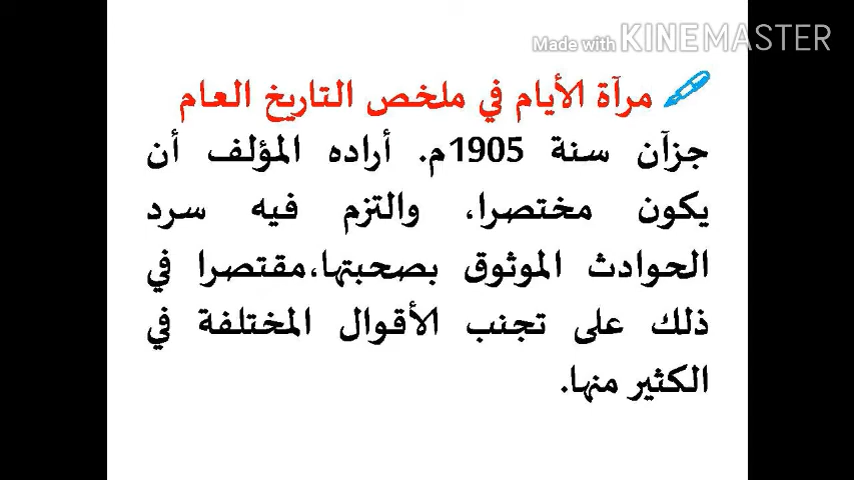 Made with KINEMASTER
مرآة الأيام في ملخص التاريخ العام
جزآن سنة 1905م. أراده المؤلف أن
يكون مختصرا، والتزم فيه سرد
الحوادث الموثوق بصحبتها،مقتصرا في
ذلك على تجنب الأقوال المختلفة في
الكثير منها.